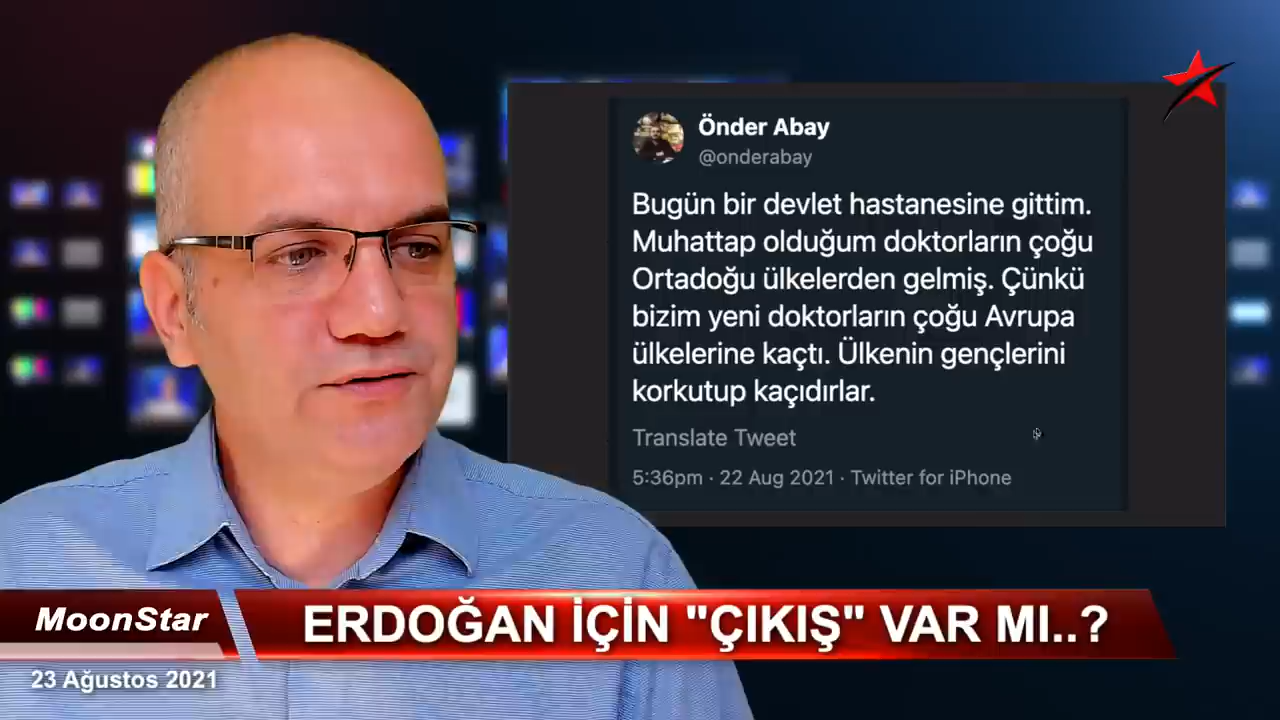 Önder Abay
@onderabay
Bugün bir devlet hastanesine gittim.
Muhattap olduğum doktorların çoğu
Ortadoğu ülkelerden gelmiş. Çünkü
bizim yeni doktorların çoğu Avrupa
ülkelerine kaçtı. Ülkenin gençlerini
korkutup kaçıdırlar.
Translate Tweet
5:36pm · 22 Aug 2021 · Twitter for iPhone
MoonStar
ERDOĞAN İÇİN "ÇIKIŞ" VAR MI..?
23 Ağustos 2021